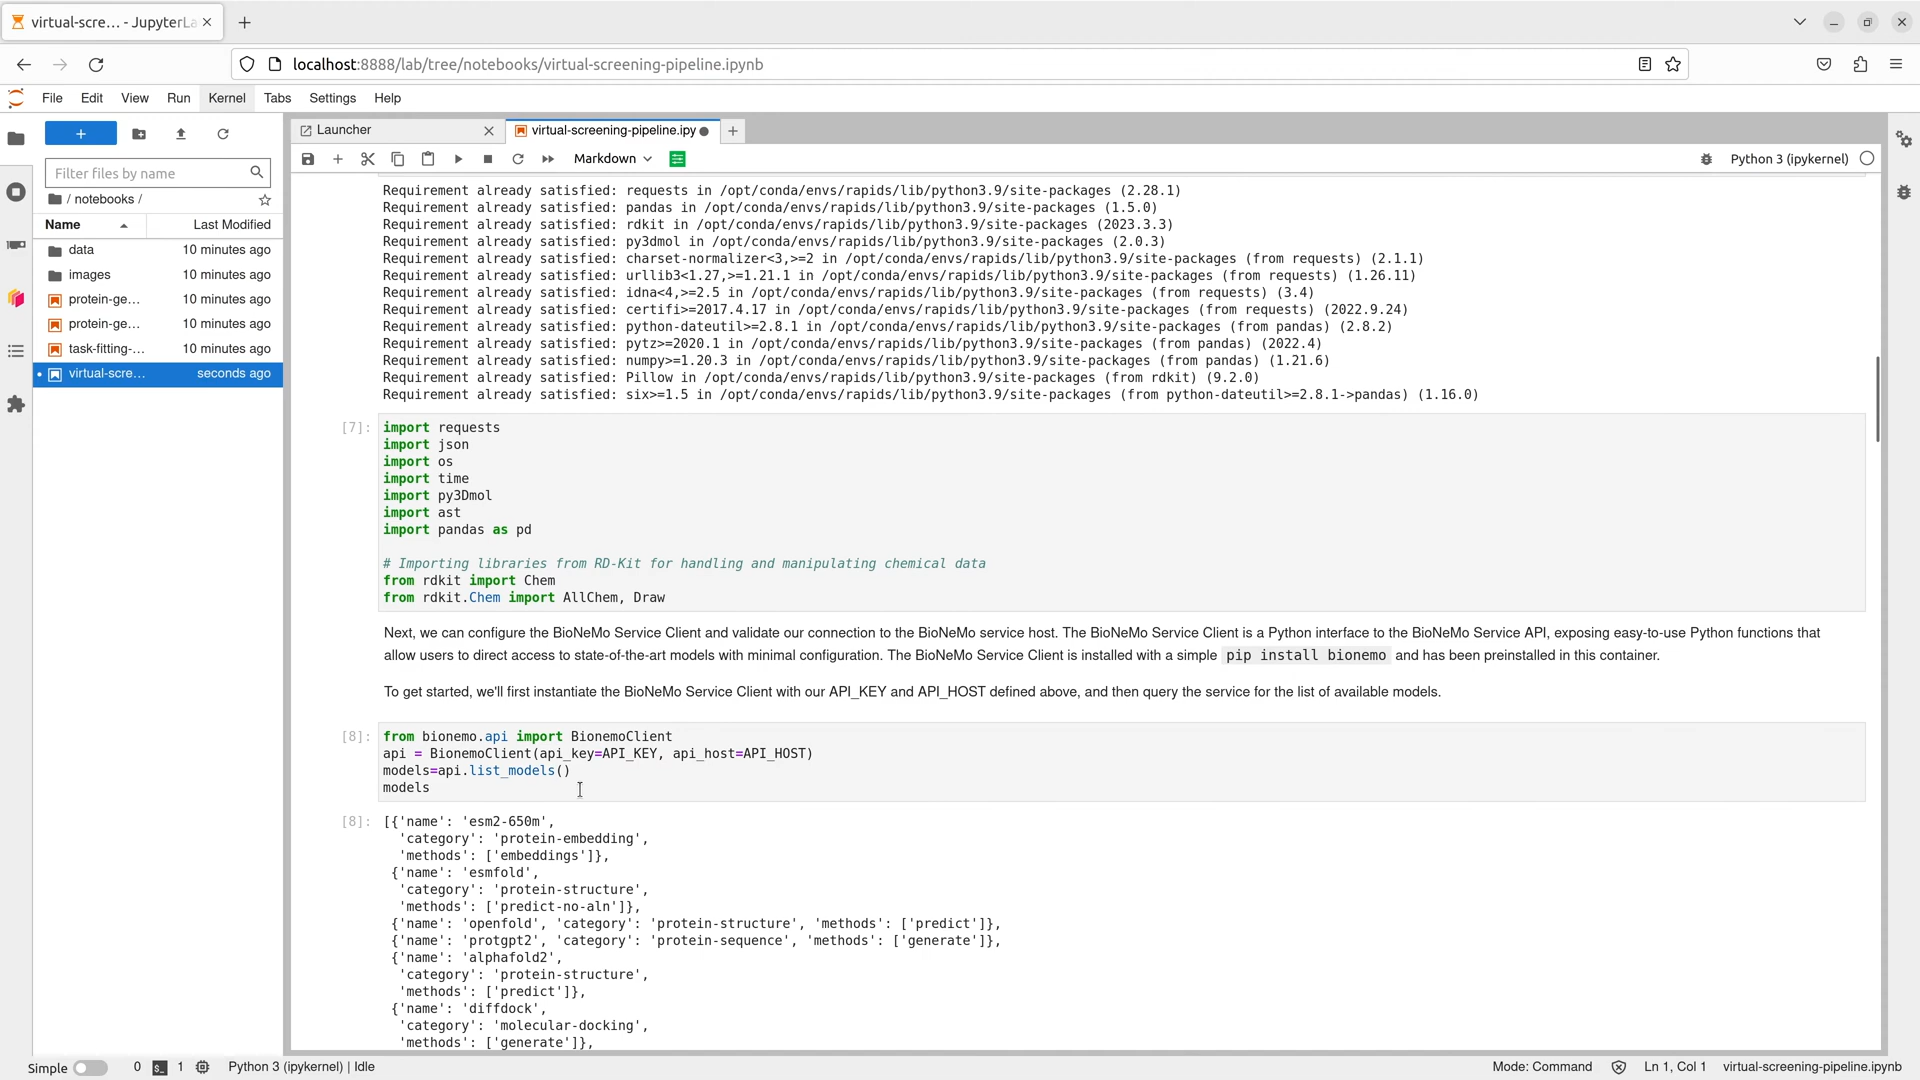 virtual-scre… - JupyterLa
localhost:8888/lab/tree/notebooks/virtual-screening-pipeline.ipynb
File Edit View Run Kernel Tabs Settings Help
Launcher
virtual-screening-pipeline.ipy
Filter files by name
Markdown
Python 3 (ipykernel)
/ notebooks /
Name Last Modified
data 10 minutes ago
images 10 minutes ago
protein-ge… 10 minutes ago
protein-ge… 10 minutes ago
task-fitting-… 10 minutes ago
virtual-scre… seconds ago
Requirement already satisfied: requests in /opt/conda/envs/rapids/lib/python3.9/site-packages (2.28.1)
Requirement already satisfied: pandas in /opt/conda/envs/rapids/lib/python3.9/site-packages (1.5.0)
Requirement already satisfied: rdkit in /opt/conda/envs/rapids/lib/python3.9/site-packages (2023.3.3)
Requirement already satisfied: py3dmol in /opt/conda/envs/rapids/lib/python3.9/site-packages (2.0.3)
Requirement already satisfied: charset-normalizer<3,>=2 in /opt/conda/envs/rapids/lib/python3.9/site-packages (from requests) (2.1.1)
Requirement already satisfied: urllib3<1.27,>=1.21.1 in /opt/conda/envs/rapids/lib/python3.9/site-packages (from requests) (1.26.11)
Requirement already satisfied: idna<4,>=2.5 in /opt/conda/envs/rapids/lib/python3.9/site-packages (from requests) (3.4)
Requirement already satisfied: certifi>=2017.4.17 in /opt/conda/envs/rapids/lib/python3.9/site-packages (from requests) (2022.9.24)
Requirement already satisfied: python-dateutil>=2.8.1 in /opt/conda/envs/rapids/lib/python3.9/site-packages (from pandas) (2.8.2)
Requirement already satisfied: pytz>=2020.1 in /opt/conda/envs/rapids/lib/python3.9/site-packages (from pandas) (2022.4)
Requirement already satisfied: numpy>=1.20.3 in /opt/conda/envs/rapids/lib/python3.9/site-packages (from pandas) (1.21.6)
Requirement already satisfied: Pillow in /opt/conda/envs/rapids/lib/python3.9/site-packages (from rdkit) (9.2.0)
Requirement already satisfied: six>=1.5 in /opt/conda/envs/rapids/lib/python3.9/site-packages (from python-dateutil>=2.8.1->pandas) (1.16.0)
[7]: import requests
import json
import os
import time
import py3Dmol
import ast
import pandas as pd
# Importing libraries from RD-Kit for handling and manipulating chemical data
from rdkit import Chem
from rdkit.Chem import AllChem, Draw
Next, we can configure the BioNeMo Service Client and validate our connection to the BioNeMo service host. The BioNeMo Service Client is a Python interface to the BioNeMo Service API, exposing easy-to-use Python functions that
allow users to direct access to state-of-the-art models with minimal configuration. The BioNeMo Service Client is installed with a simple pip install bionemo and has been preinstalled in this container.
To get started, we'll first instantiate the BioNeMo Service Client with our API_KEY and API_HOST defined above, and then query the service for the list of available models.
[8]: from bionemo.api import BionemoClient
api = BionemoClient(api_key=API_KEY, api_host=API_HOST)
models=api.list_models()
models
[8]: [{'name': 'esm2-650m',
'category': 'protein-embedding',
'methods': ['embeddings']},
{'name': 'esmfold',
'category': 'protein-structure',
'methods': ['predict-no-aln']},
{'name': 'openfold', 'category': 'protein-structure', 'methods': ['predict']},
{'name': 'protgpt2', 'category': 'protein-sequence', 'methods': ['generate']},
{'name': 'alphafold2',
'category': 'protein-structure',
'methods': ['predict']},
{'name': 'diffdock',
'category': 'molecular-docking',
'methods': ['generate']},
Simple 0 1 Python 3 (ipykernel) | Idle Mode: Command Ln 1, Col 1 virtual-screening-pipeline.ipynb